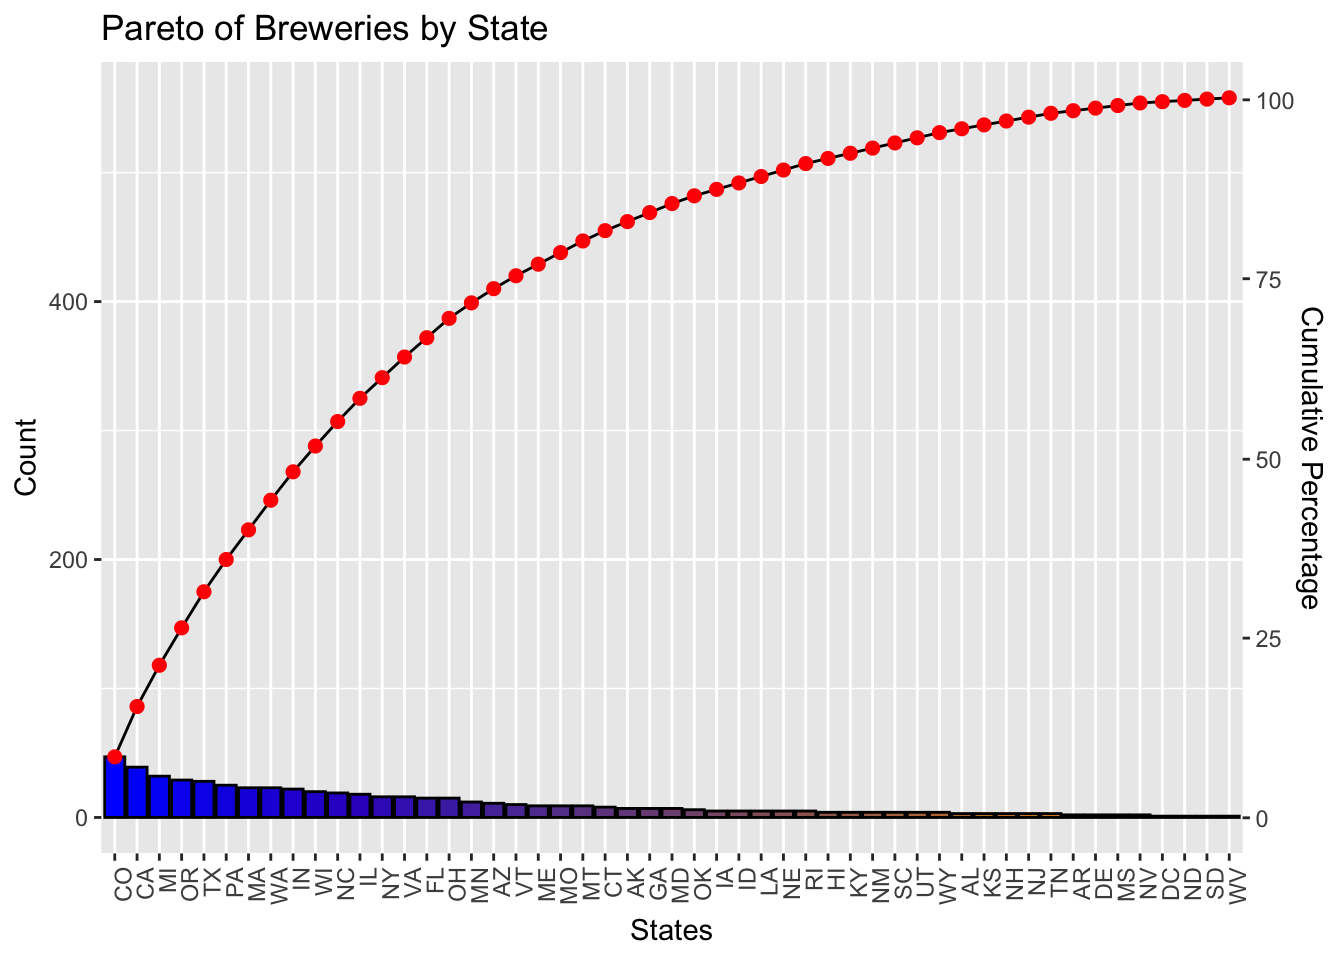 Pareto of Breweries by State
Count
400
200
0
100
75
50
25
0
Cumulative Percentage
CO CA MI OR TX PA MA WA IN WI NC IL NY VA FL OH MN AZ VT ME MO MT CT AK GA MD OK IA ID LA NE RI HI KY NM SC UT WY AL KS NH NJ TN AR DE MS NV DC ND SD WV
States